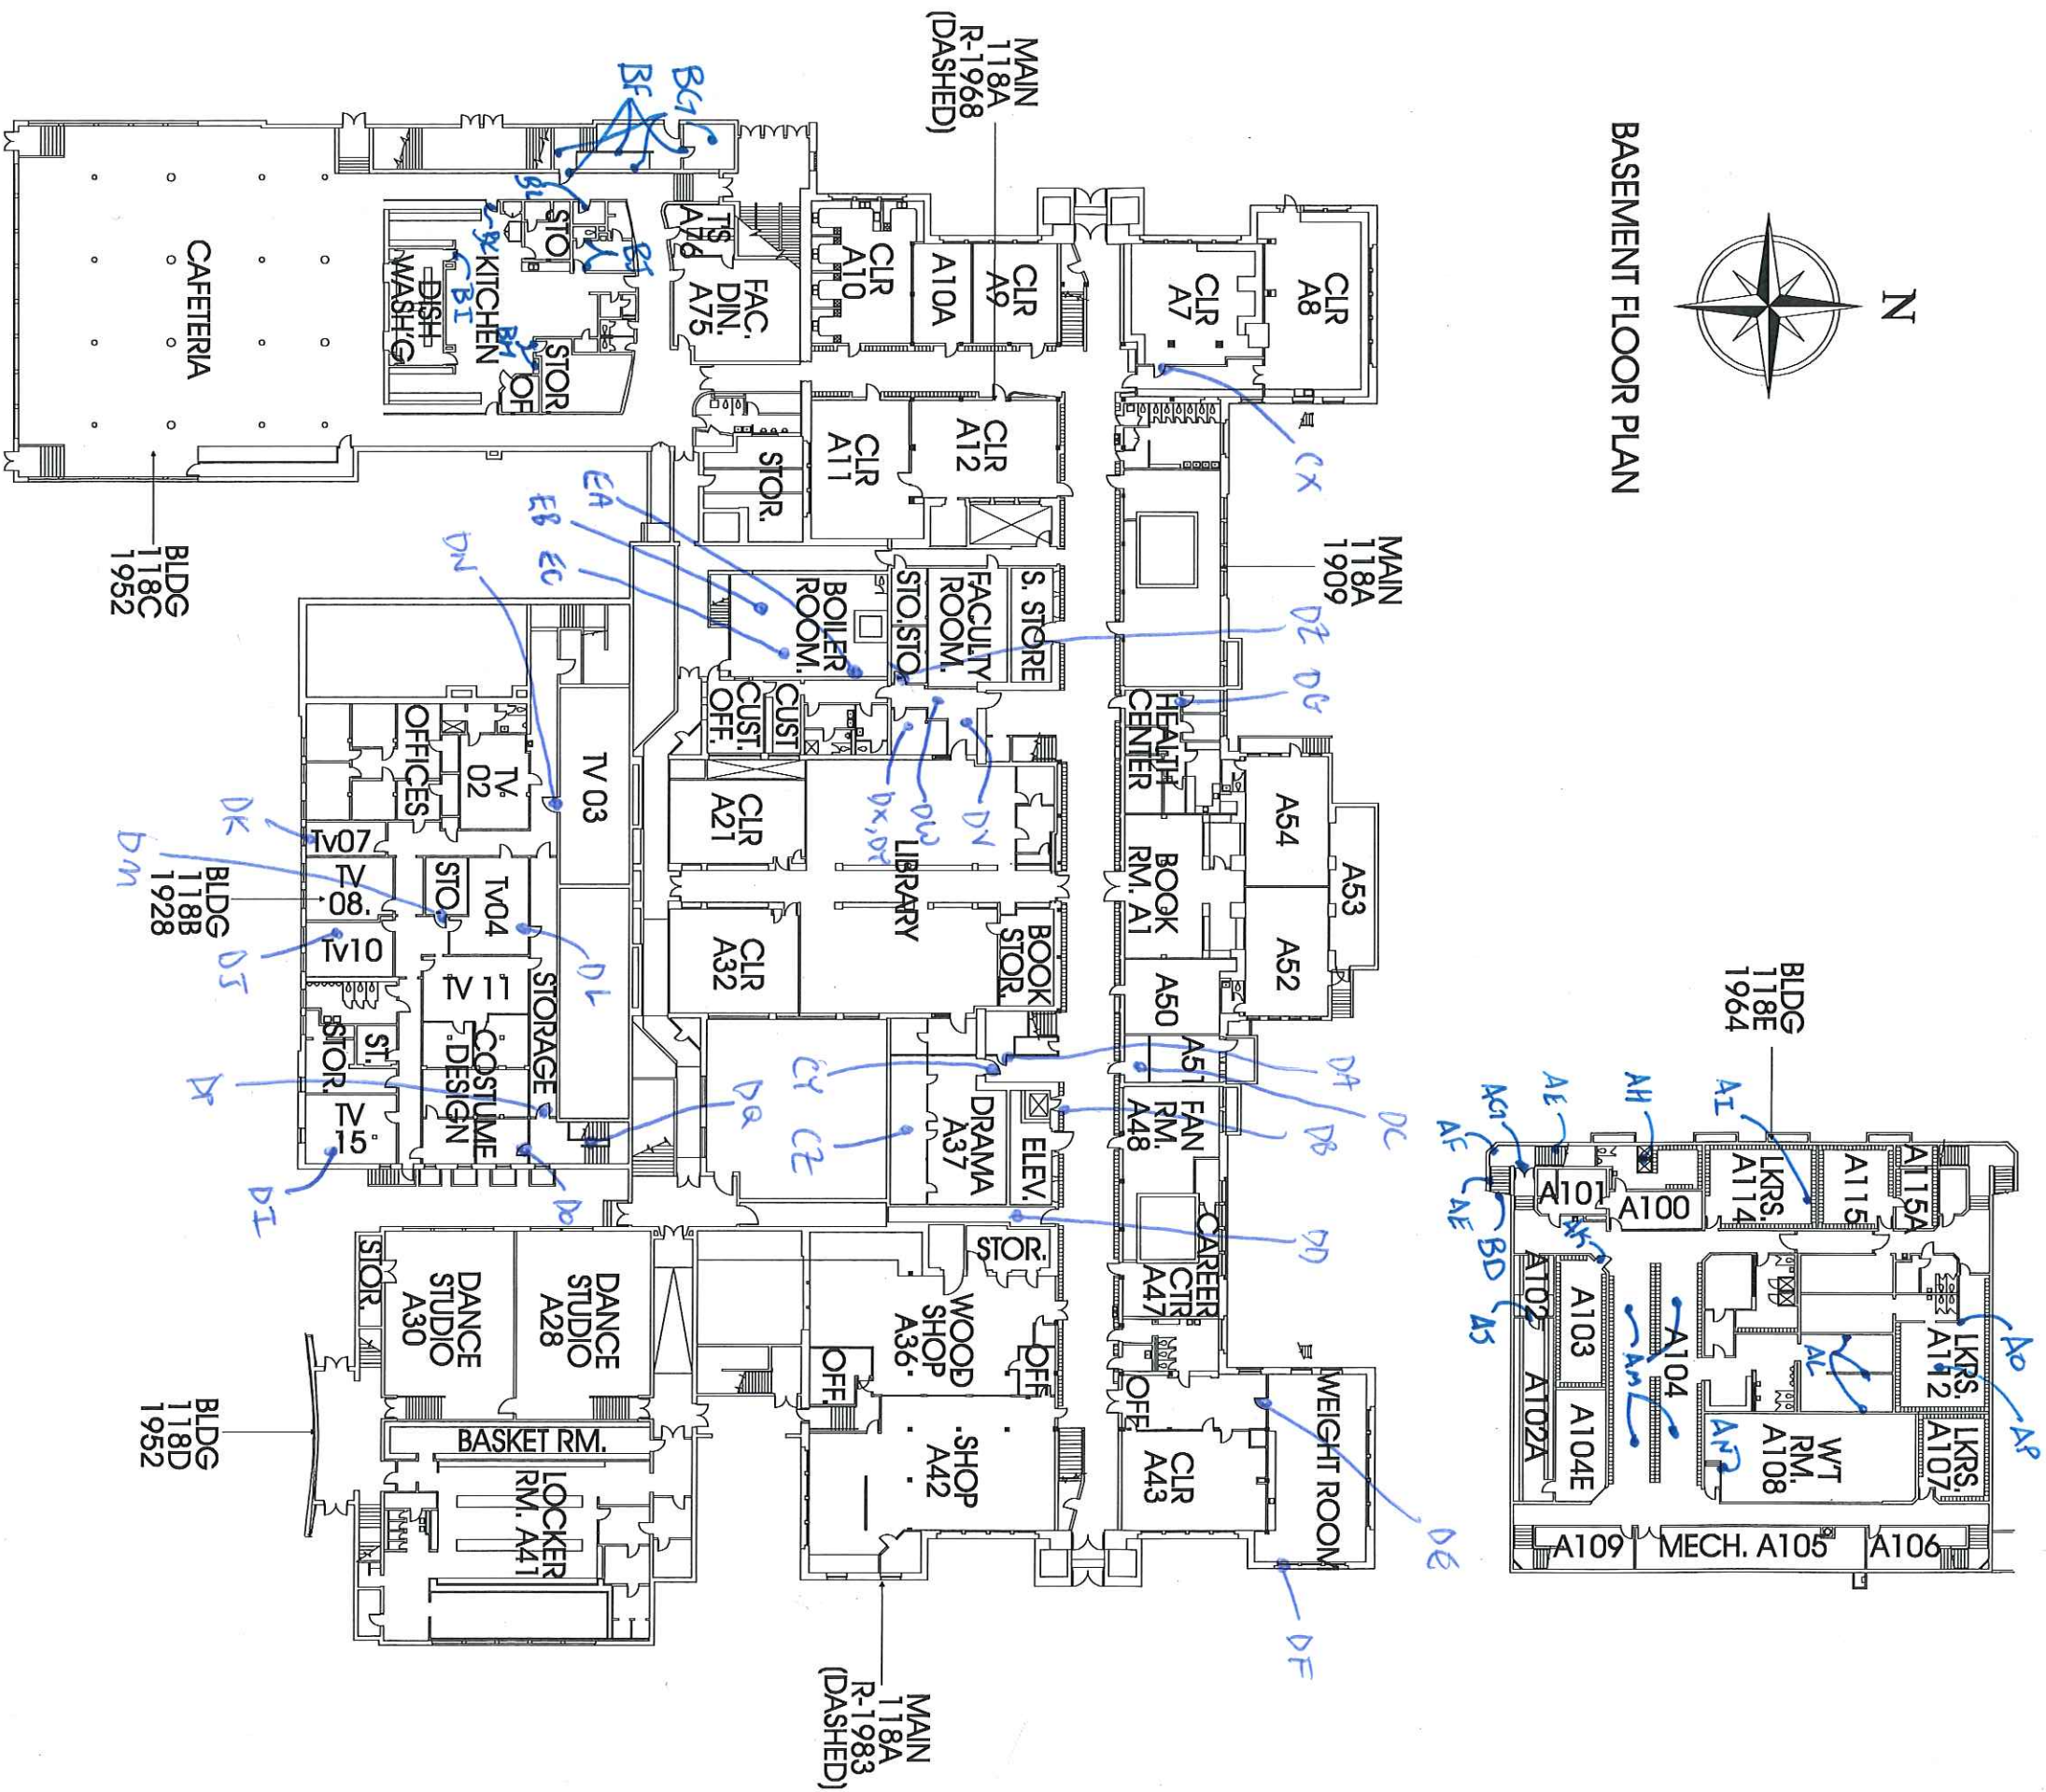 BASEMENT FLOOR PLAN
N
MAIN
118A
R-1968
(DASHED)
MAIN
118A
1909
BLDG
118E
1964
BLDG
118C
1952
BLDG
118B
1928
BLDG
118D
1952
MAIN
118A
R-1983
(DASHED)
CLR
A8
CLR
A7
CX
CLR
A9
A10A
CLR
A10
TS
A76
FAC.
DIN.
A75
BG
BF
BL
BJ
STO
KITCHEN
BI
DISH
WASH'G
BM
STOR
OF.
CAFETERIA
CLR
A12
CLR
A11
STOR.
EA
EB
EC
DN
S. STORE
FACULTY
ROOM.
STO.
STO
BOILER
ROOM.
CUST
CUST.
OFF.
DZ
DG
HEALTH
CENTER
DV
DW
DX, DY
A54
A53
A52
BOOK
RM. A1
A50
A51
LIBRARY
CLR
A21
CLR
A32
BOOK
STOR.
TV 03
TV.
02
OFFICES
Tv07
TV
08.
Tv10
STO.
Tv04
TV 11
STORAGE
COSTUME
DESIGN
ST.
STOR.
TV
15
DK
DM
DJ
DL
DP
DI
DO
DQ
CY
CZ
DRAMA
A37
ELEV.
DA
DC
DB
DD
FAN
RM.
A48
CAREER
CTR
A47
STOR.
WOOD
SHOP
A36
OFF.
OFF
SHOP
A42
OFF.
CLR
A43
WEIGHT ROOM
DE
DF
STOR.
DANCE
STUDIO
A30
DANCE
STUDIO
A28
BASKET RM.
LOCKER
RM. A41
AG
AF
AE
AH
AI
AE
BD
AJ
AK
A101
A100
LKRS.
A114
A115
A115A
A102
A103
A104
A102A
A104E
AM
AL
AN
AO
AP
LKRS.
A112
WT
RM.
A108
LKRS.
A107
A109
MECH. A105
A106